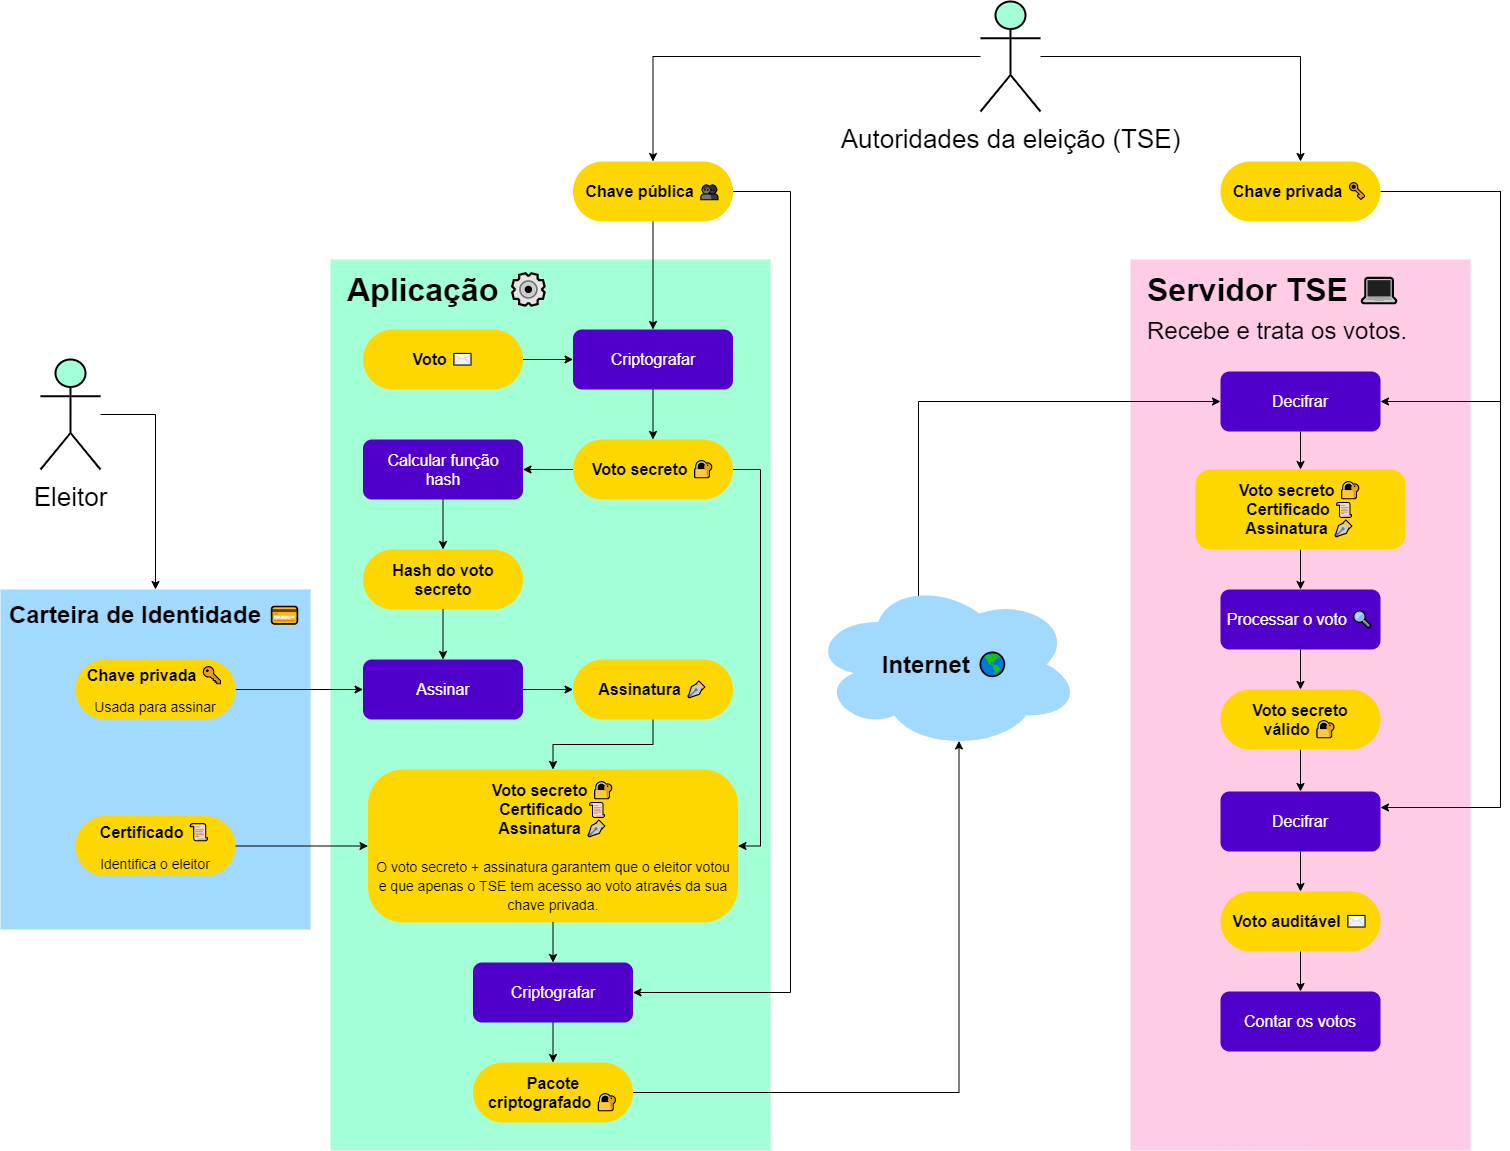 Autoridades da eleição (TSE)
Chave pública
Chave privada
Aplicação
Voto
Criptografar
Calcular função
hash
Voto secreto
Hash do voto
secreto
Assinar
Assinatura
Voto secreto
Certificado
Assinatura
O voto secreto + assinatura garantem que o eleitor votou
e que apenas o TSE tem acesso ao voto através da sua
chave privada.
Criptografar
Pacote
criptografado
Eleitor
Carteira de Identidade
Chave privada
Usada para assinar
Certificado
Identifica o eleitor
Internet
Servidor TSE
Recebe e trata os votos.
Decifrar
Voto secreto
Certificado
Assinatura
Processar o voto
Voto secreto
válido
Decifrar
Voto auditável
Contar os votos